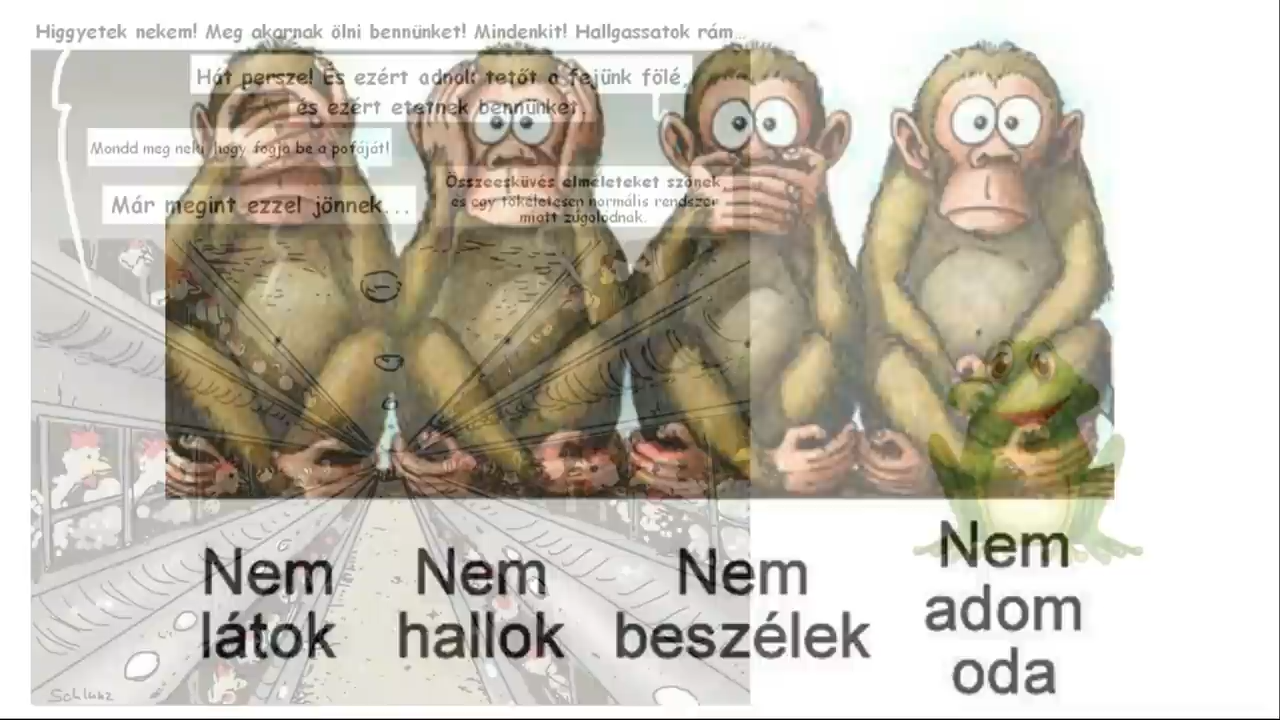 Higgyetek nekem! Meg akarnak ölni bennünket! Mindenkit! Hallgassatok rám...
Hát persze! És ezért adnak tetőt a fejünk fölé,
és ezért etetnek bennünket.
Mondd meg neki, hogy fogja be a pofáját!
Már megint ezzel jönnek...
Összeesküvés elméleteket szőnek,
és egy tökéletesen normális rendszer
miatt zúgolódnak.
Nem
látok
Nem
hallok
Nem
beszélek
Nem
adom
oda